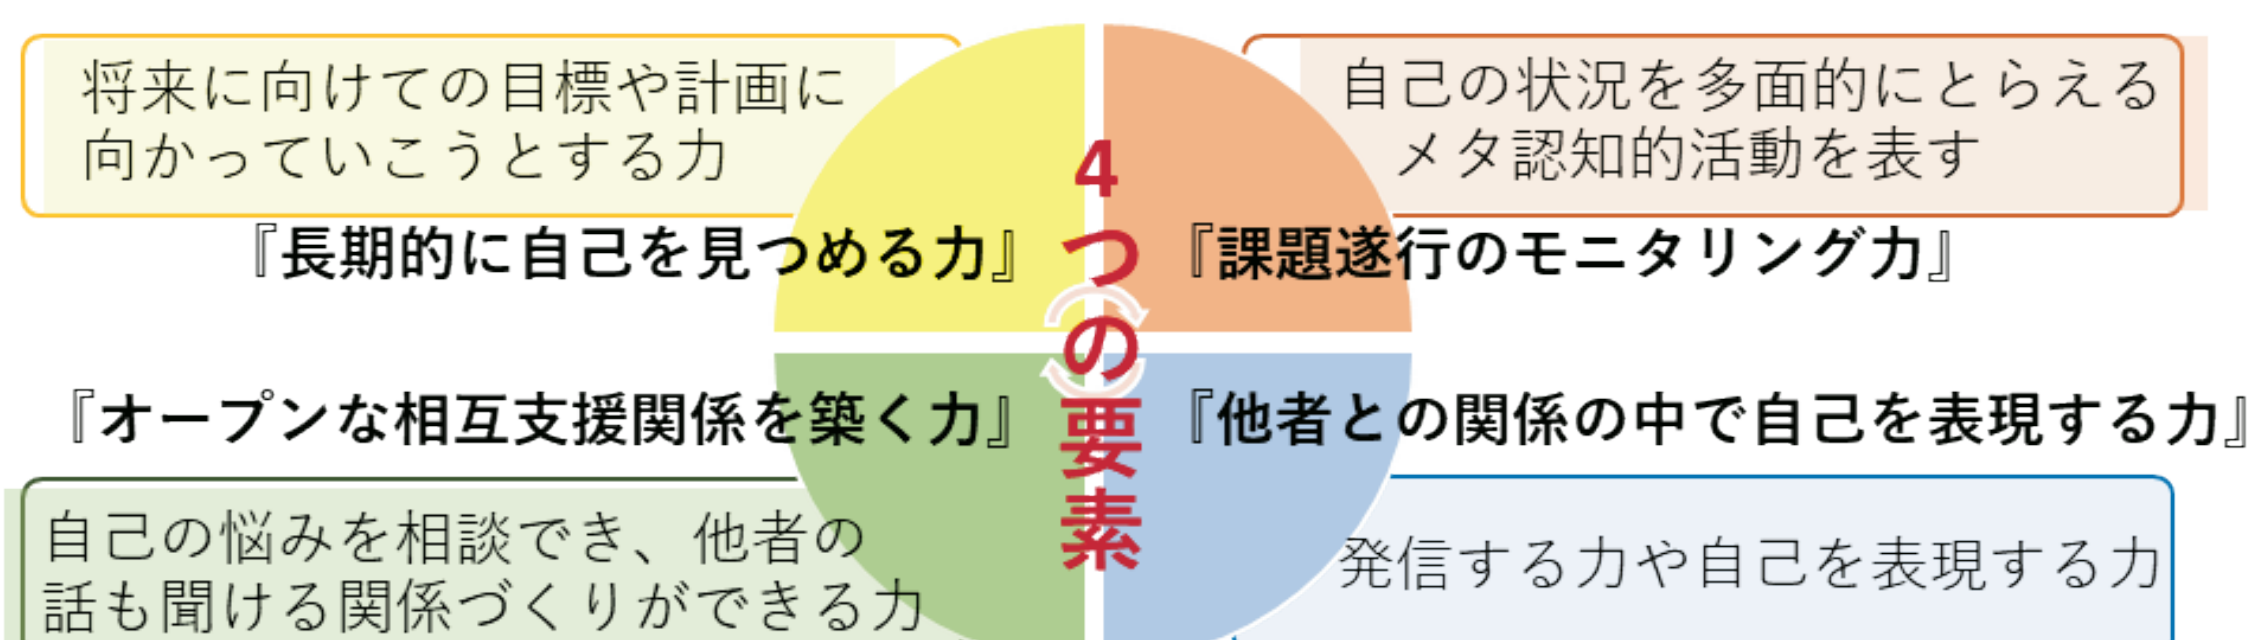 将来に向けての目標や計画に
向かっていこうとする力
『長期的に自己を見つめる力』
自己の状況を多面的にとらえる
メタ認知的活動を表す
『課題遂行のモニタリング力』
4つの要素
『オープンな相互支援関係を築く力』
自己の悩みを相談でき、他者の
話も聞ける関係づくりができる力
『他者との関係の中で自己を表現する力』
発信する力や自己を表現する力